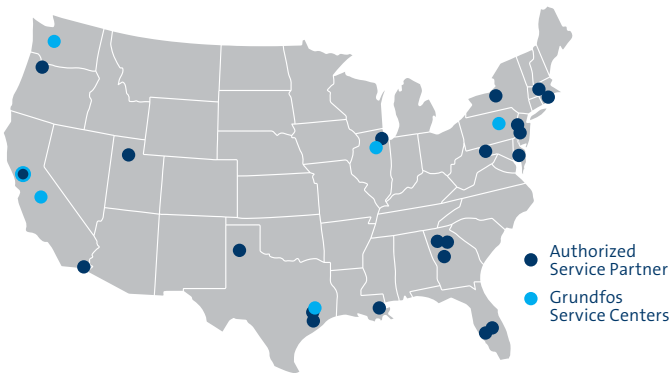 Authorized
Service Partner
Grundfos
Service Centers